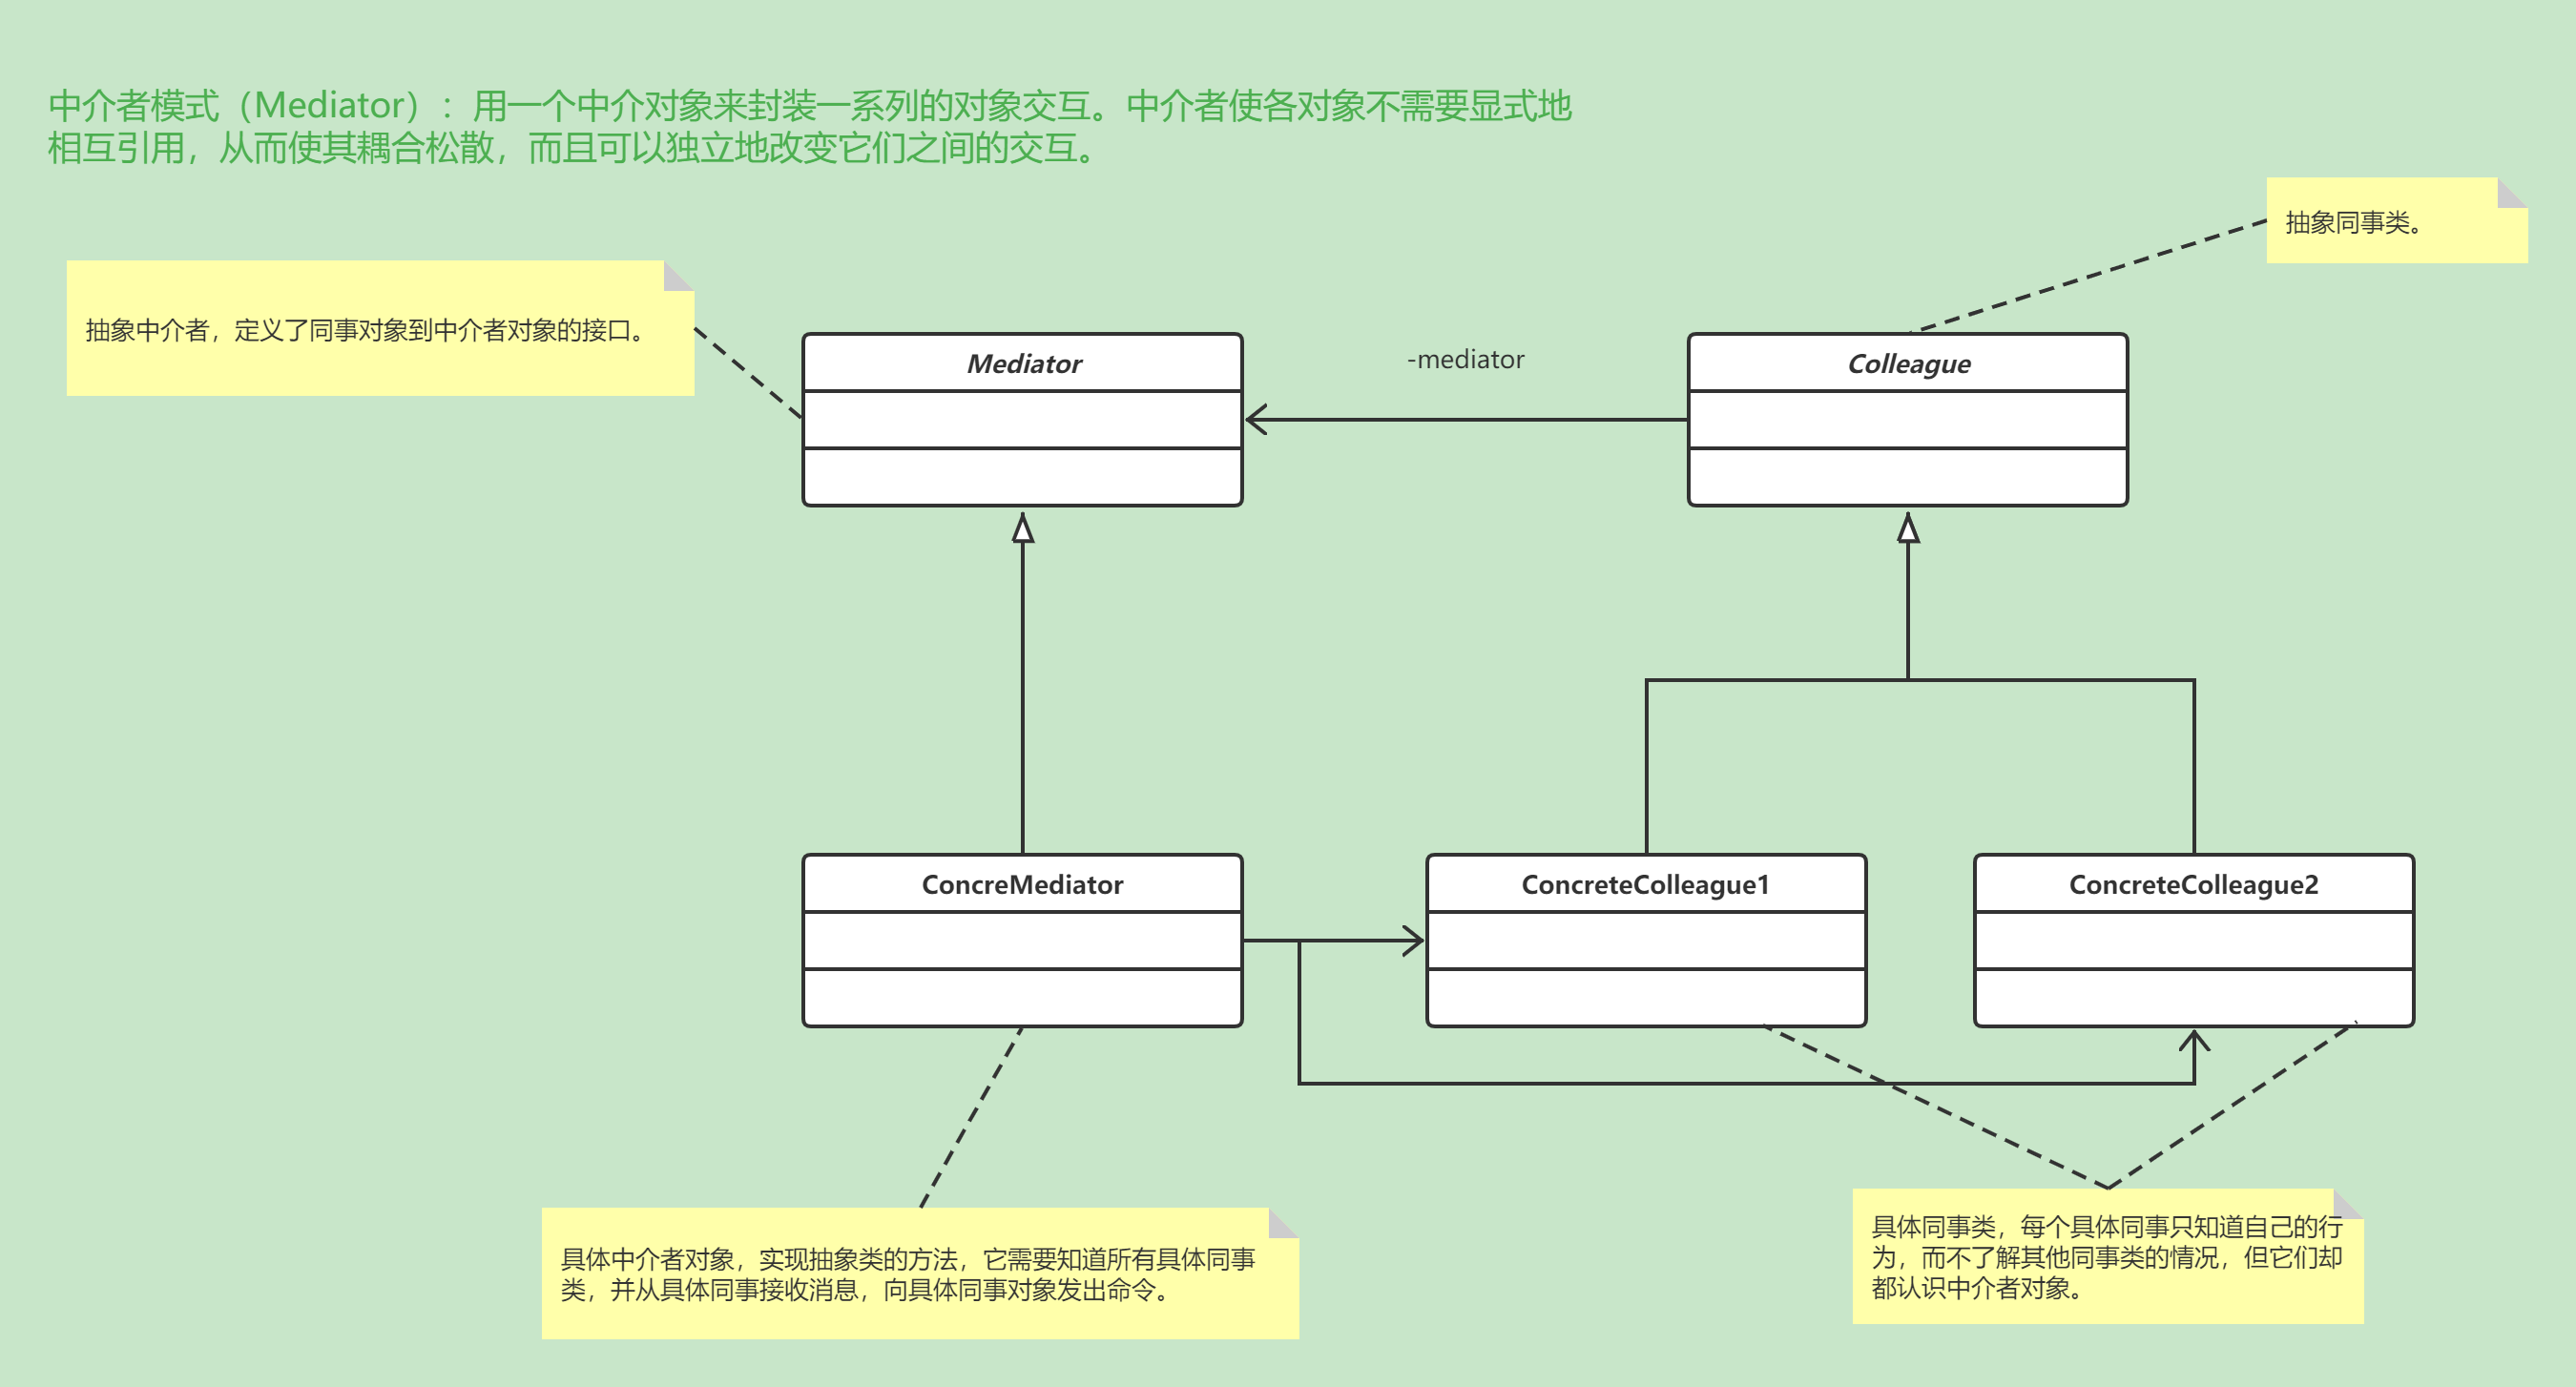 中介者模式（Mediator）：用一个中介对象来封装一系列的对象交互。中介者使各对象不需要显式地
相互引用，从而使其耦合松散，而且可以独立地改变它们之间的交互。
抽象同事类。
抽象中介者，定义了同事对象到中介者对象的接口。
Mediator
-mediator
Colleague
ConcreMediator
ConcreteColleague1
ConcreteColleague2
具体中介者对象，实现抽象类的方法，它需要知道所有具体同事
类，并从具体同事接收消息，向具体同事对象发出命令。
具体同事类，每个具体同事只知道自己的行
为，而不了解其他同事类的情况，但它们却
都认识中介者对象。